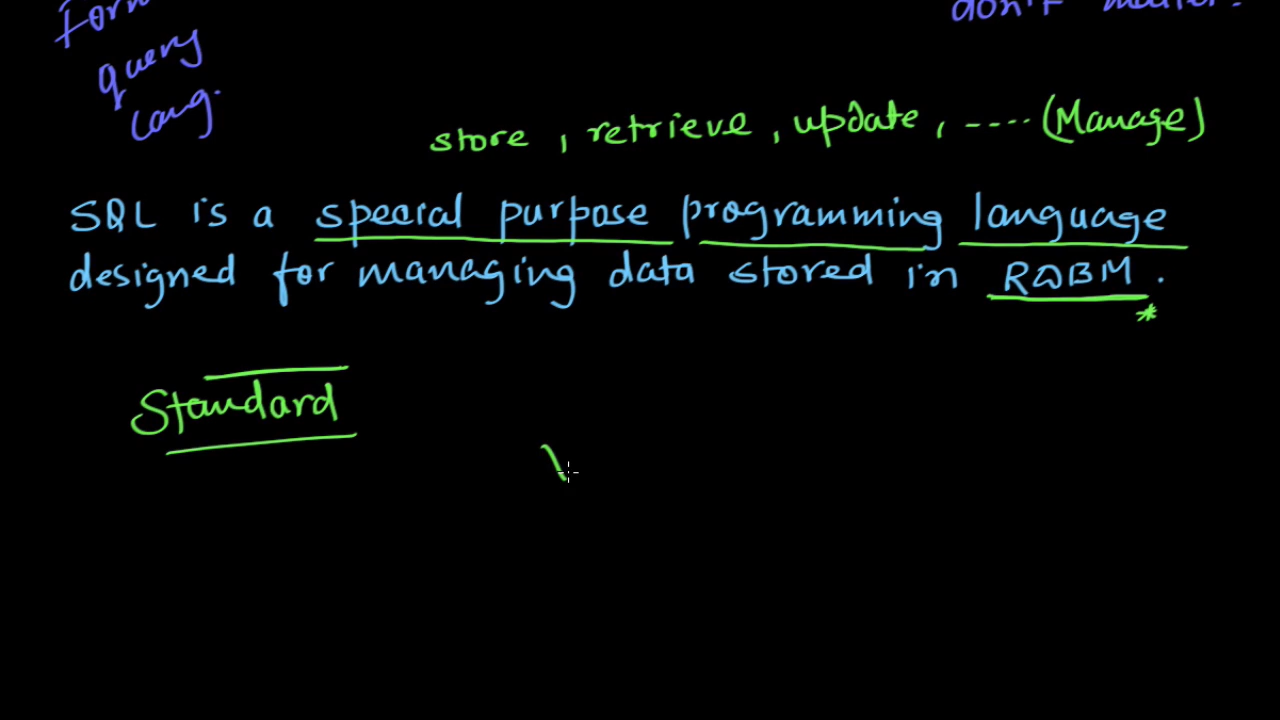 don't
query
lang.
store , retrieve , update , ---- (Manage)
SQL is a special purpose programming language
designed for managing data stored in RDBM . *
Standard